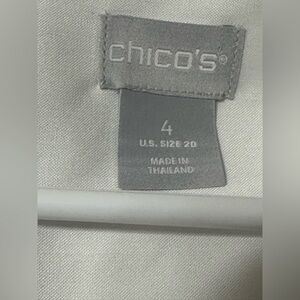 chico's®
4
U.S. SIZE 20
MADE IN
THAILAND